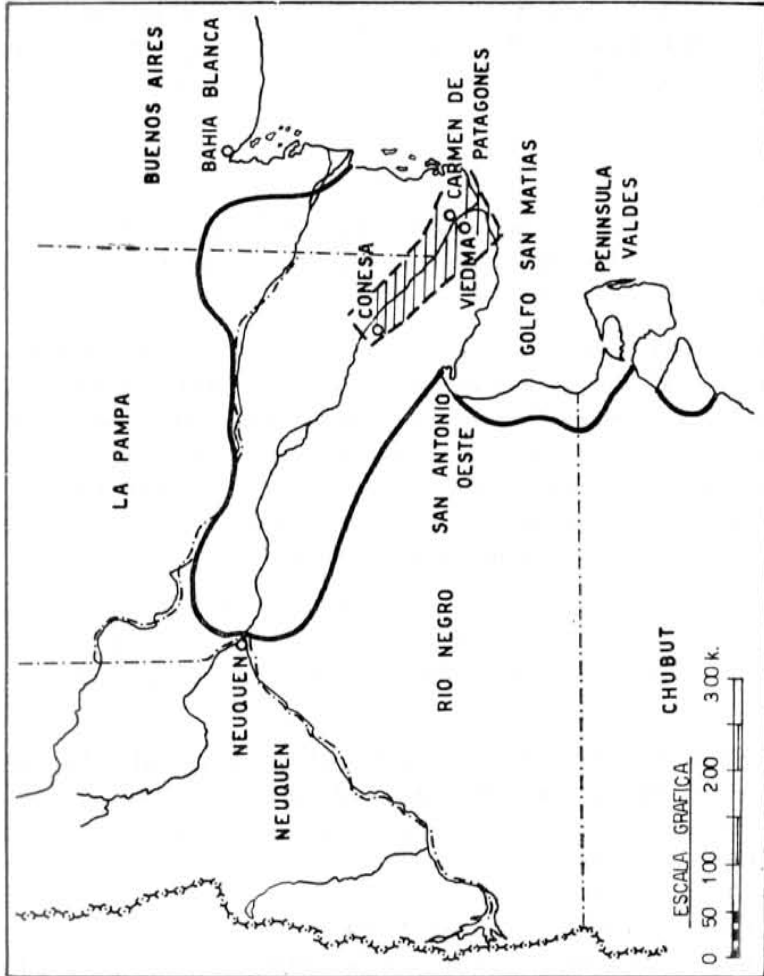 BUENOS AIRES
BAHIA BLANCA
LA PAMPA
CONESA
CARMEN DE
PATAGONES
VIEDMA
NEUQUEN
NEUQUEN
RIO NEGRO
SAN ANTONIO
OESTE
GOLFO SAN MATIAS
PENINSULA
VALDES
CHUBUT
ESCALA GRAFICA
0 50 100 200 300 k.